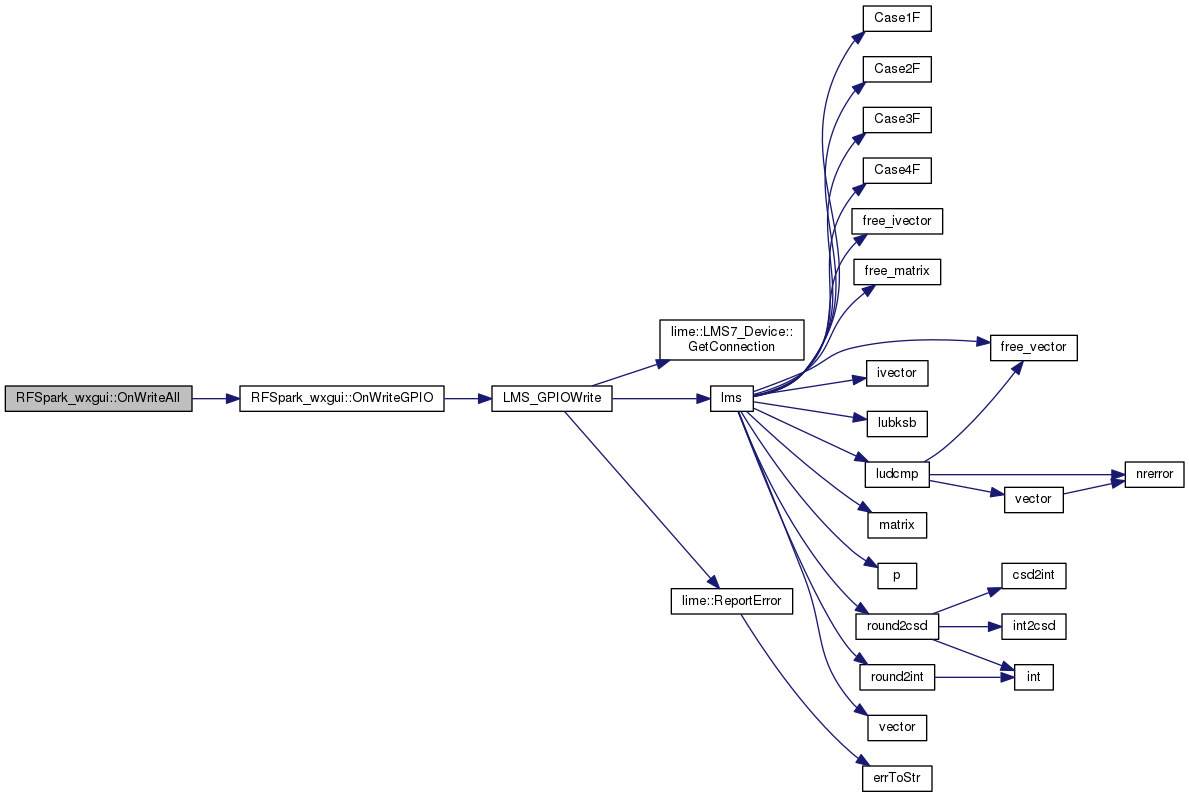 Case1F
Case2F
Case3F
Case4F
free_ivector
free_matrix
lime::LMS7_Device::
GetConnection
free_vector
ivector
RFSpark_wxgui::OnWriteAll
RFSpark_wxgui::OnWriteGPIO
LMS_GPIOWrite
lms
lubksb
ludcmp
nrerror
vector
matrix
p
csd2int
lime::ReportError
round2csd
int2csd
round2int
int
vector
errToStr